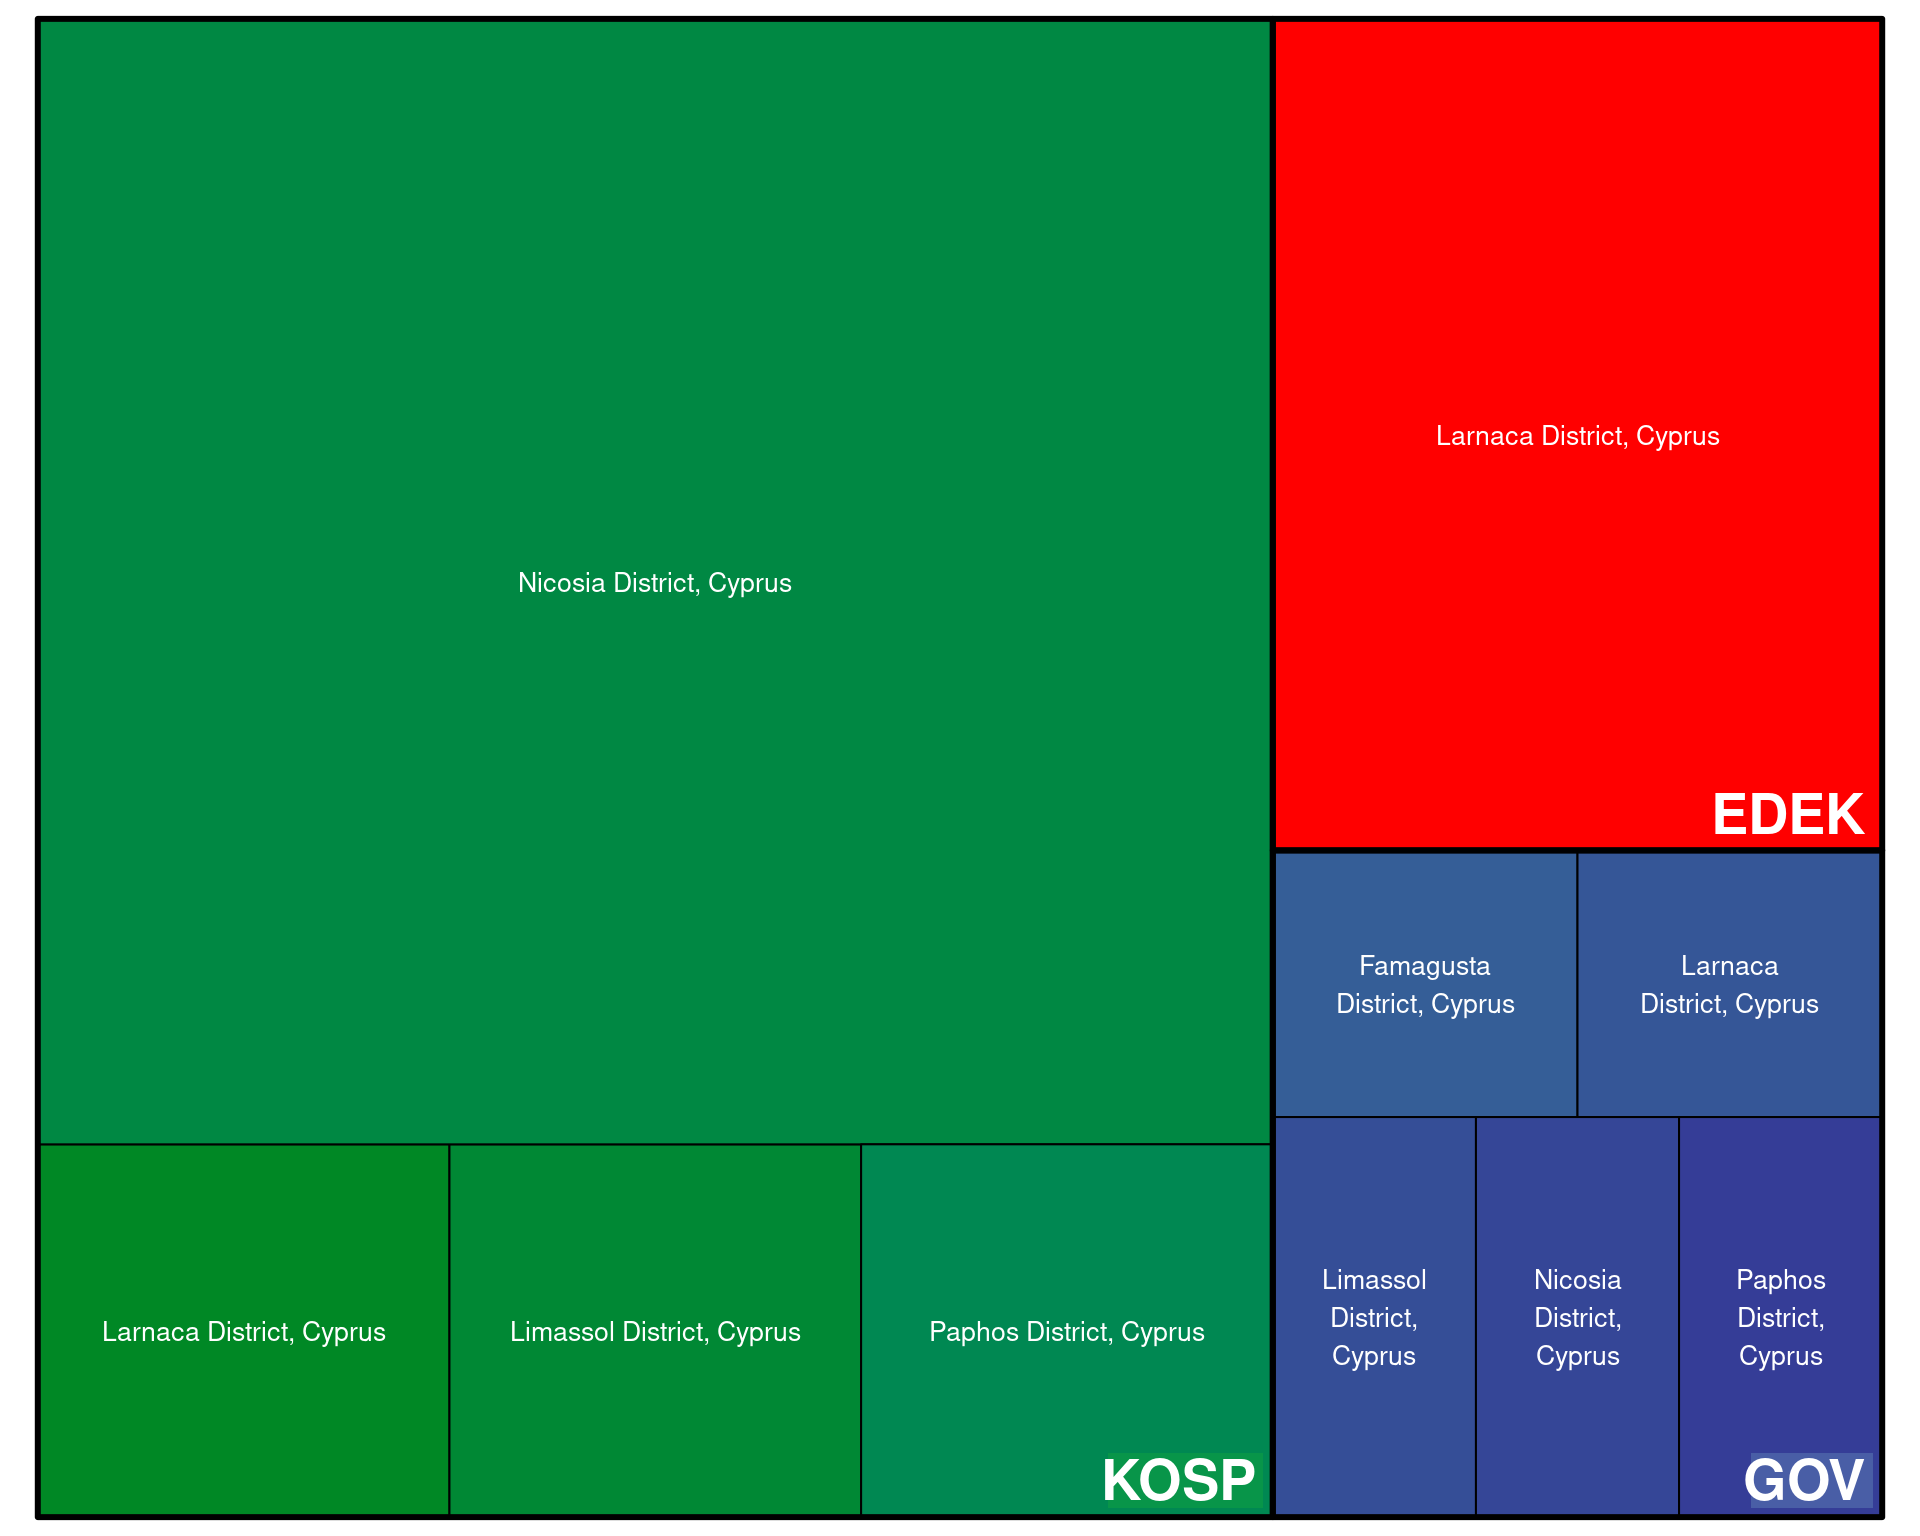 Nicosia District, Cyprus
Larnaca District, Cyprus
Limassol District, Cyprus
Paphos District, Cyprus
KOSP
Larnaca District, Cyprus
EDEK
Famagusta
District, Cyprus
Larnaca
District, Cyprus
Limassol
District,
Cyprus
Nicosia
District,
Cyprus
Paphos
District,
Cyprus
GOV